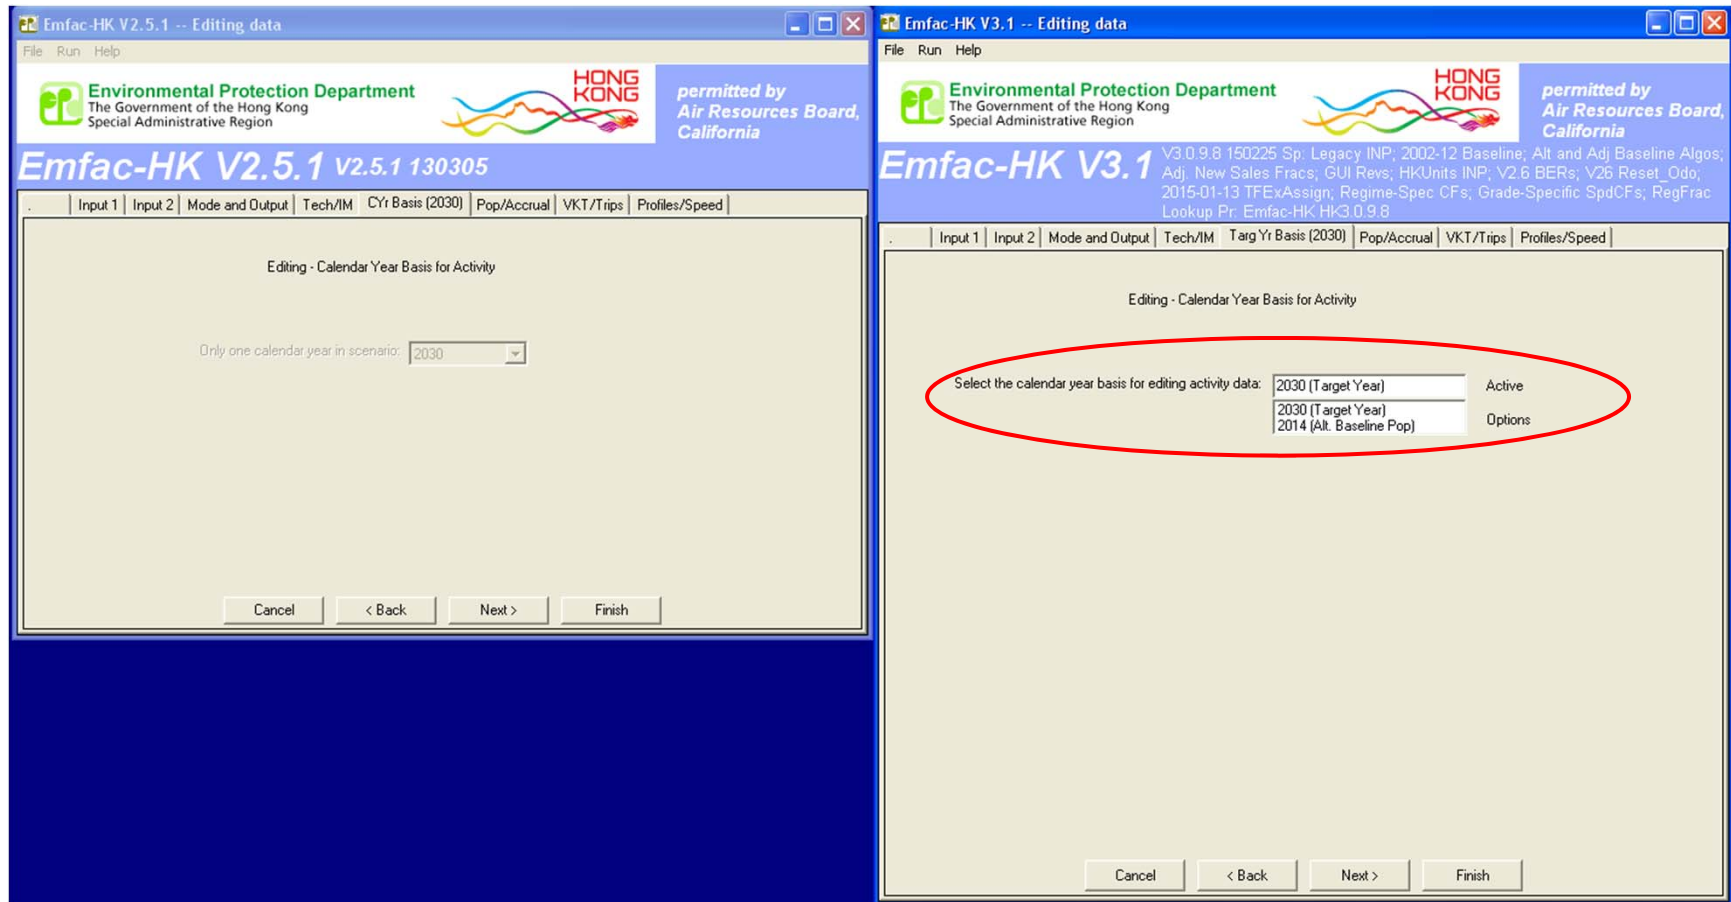 Emfac-HK V2.5.1 -- Editing data
File Run Help
Environmental Protection Department
The Government of the Hong Kong
Special Administrative Region
HONG
KONG
permitted by
Air Resources Board,
California
Emfac-HK V2.5.1 V2.5.1 130305
. Input 1 Input 2 Mode and Output Tech/IM CYr Basis (2030) Pop/Accrual VKT/Trips Profiles/Speed
Editing - Calendar Year Basis for Activity
Only one calendar year in scenario: 2030
Cancel < Back Next > Finish
Emfac-HK V3.1 -- Editing data
File Run Help
Environmental Protection Department
The Government of the Hong Kong
Special Administrative Region
HONG
KONG
permitted by
Air Resources Board,
California
Emfac-HK V3.1
V3.0.9.8 150225 Sp: Legacy INP; 2002-12 Baseline; Alt and Adj Baseline Algos;
Adj. New Sales Fracs; GUI Revs; HKUnits INP; V2.6 BERs; V26 Reset_Odo;
2015-01-13 TFExAssign; Regime-Spec CFs; Grade-Specific SpdCFs; RegFrac
Lookup Pr: Emfac-HK HK3.0.9.8
. Input 1 Input 2 Mode and Output Tech/IM Targ Yr Basis (2030) Pop/Accrual VKT/Trips Profiles/Speed
Editing - Calendar Year Basis for Activity
Select the calendar year basis for editing activity data: 2030 (Target Year) Active
2030 (Target Year)
2014 (Alt. Baseline Pop) Options
Cancel < Back Next > Finish